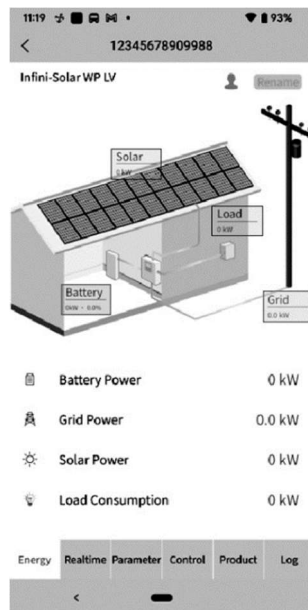 11:19 93%
12345678909988
Infini-Solar WP LV Rename
Solar
0 kW
Load
0 kW
Battery
0kW - 0.0%
Grid
0.0 kW
Battery Power 0 kW
Grid Power 0.0 kW
Solar Power 0 kW
Load Consumption 0 kW
Energy Realtime Parameter Control Product Log